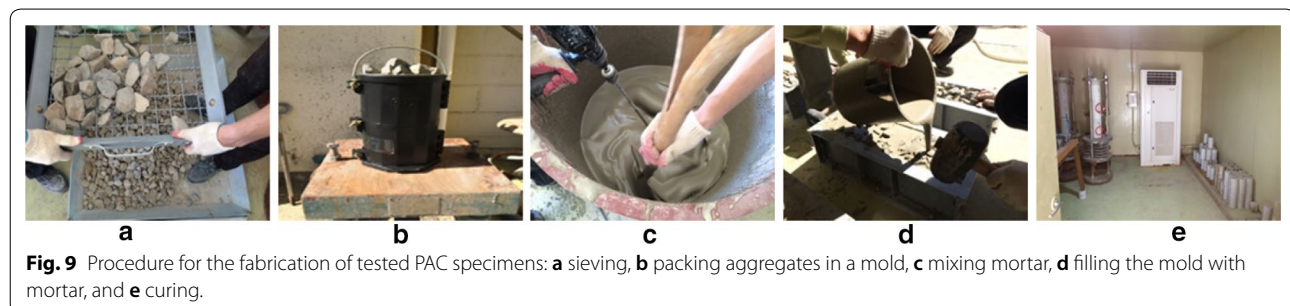 a b c d e
Fig. 9 Procedure for the fabrication of tested PAC specimens: a sieving, b packing aggregates in a mold, c mixing mortar, d filling the mold with
mortar, and e curing.